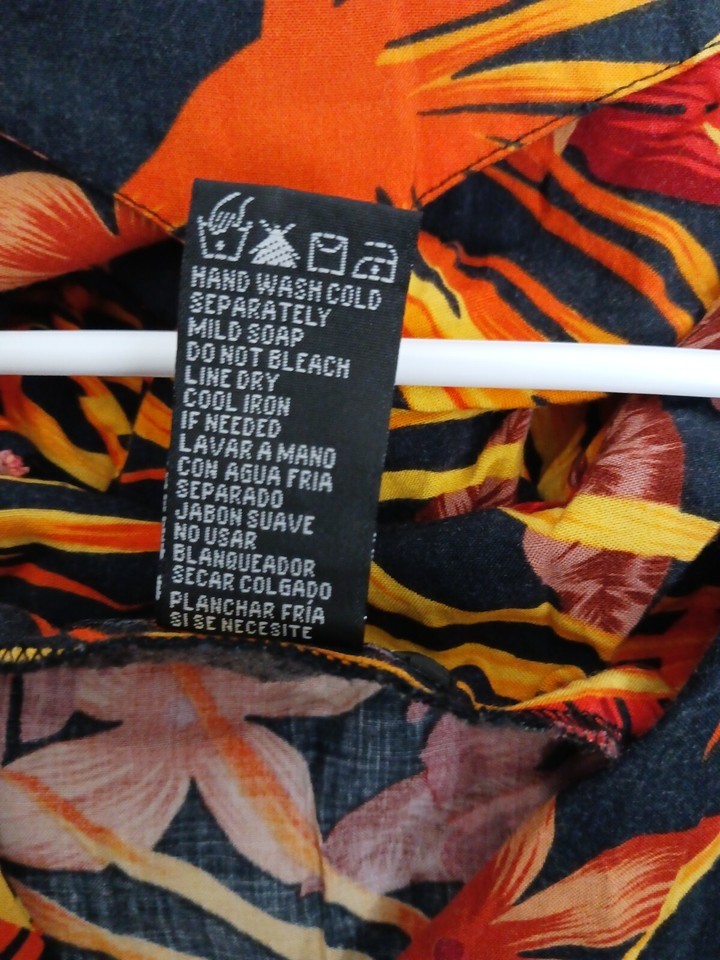 HAND WASH COLD
SEPARATELY
MILD SOAP
DO NOT BLEACH
LINE DRY
COOL IRON
IF NEEDED
LAVAR A MANO
CON AGUA FRIA
SEPARADO
JABON SUAVE
NO USAR
BLANQUEADOR
SECAR COLGADO
PLANCHAR FRÍA
SI SE NECESITE